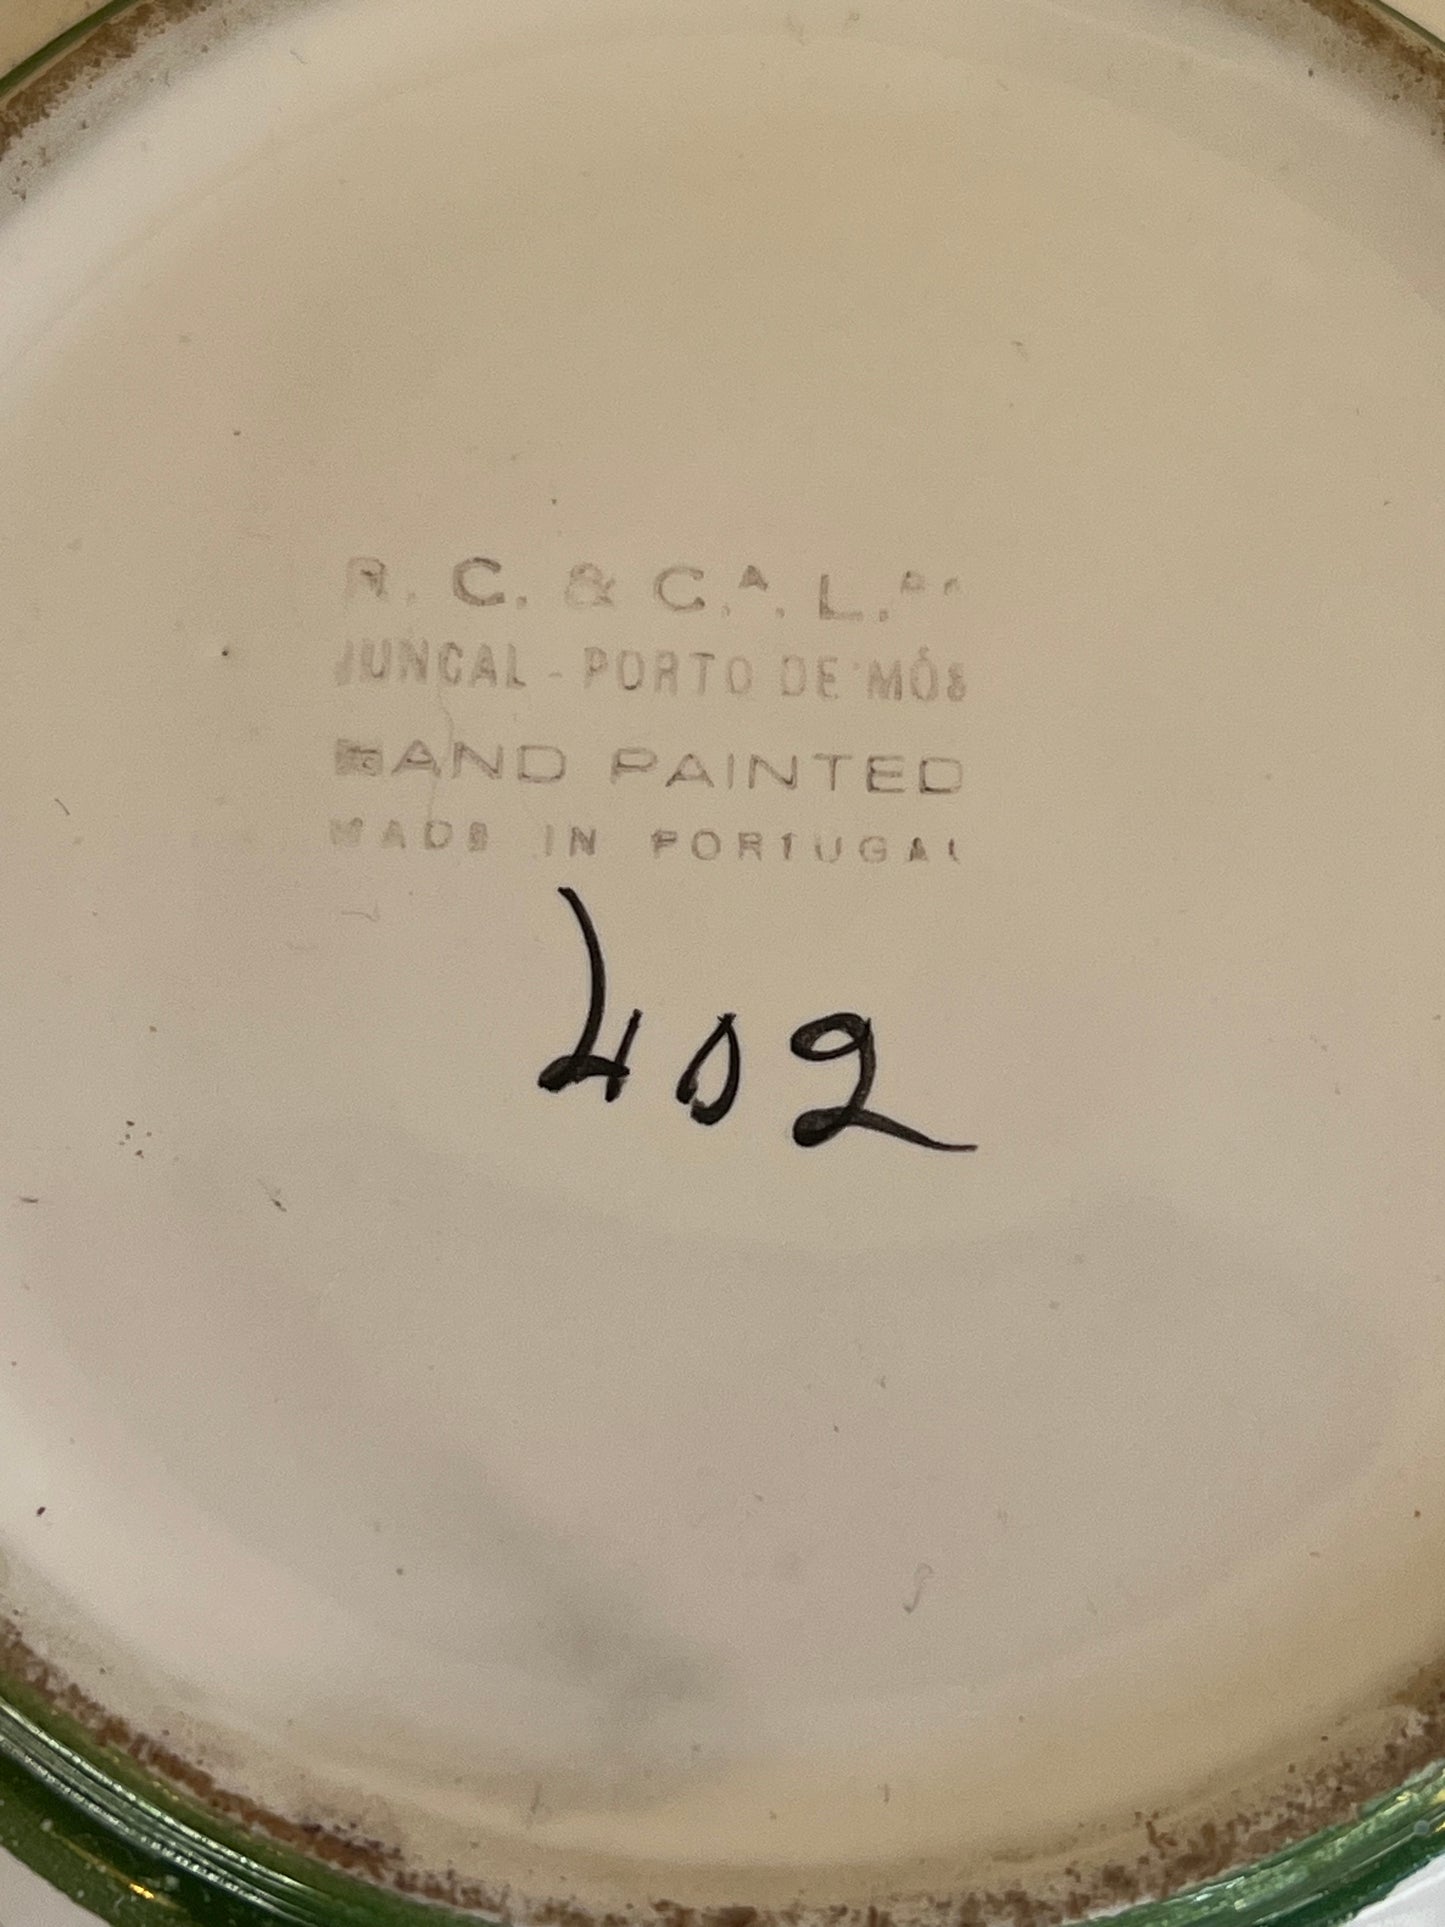 R. C. & C.ᴬ. L.ᴰᴬ
JUNCAL - PORTO DE MÓS
HAND PAINTED
MADE IN PORTUGAL
402